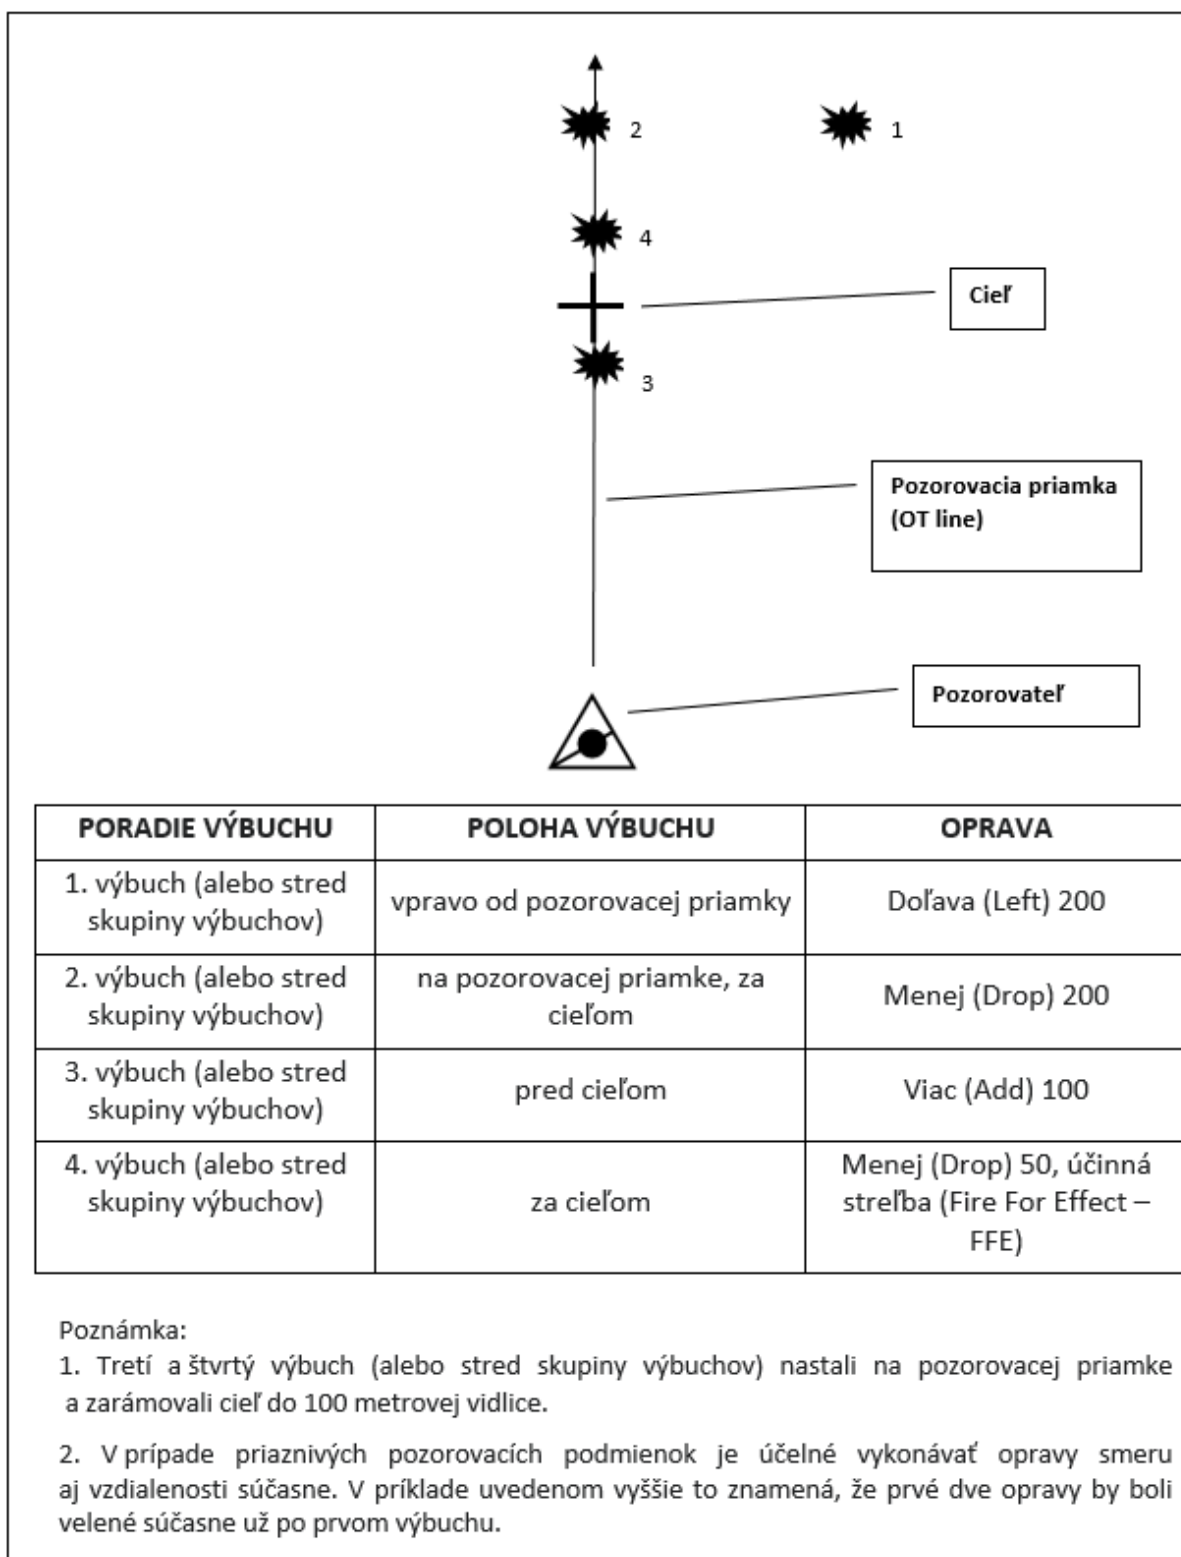 2
1
4
Cieľ
3
Pozorovacia priamka
(OT line)
Pozorovateľ
PORADIE VÝBUCHU
POLOHA VÝBUCHU
OPRAVA
1. výbuch (alebo stred
skupiny výbuchov)
vpravo od pozorovacej priamky
Doľava (Left) 200
2. výbuch (alebo stred
skupiny výbuchov)
na pozorovacej priamke, za
cieľom
Menej (Drop) 200
3. výbuch (alebo stred
skupiny výbuchov)
pred cieľom
Viac (Add) 100
4. výbuch (alebo stred
skupiny výbuchov)
za cieľom
Menej (Drop) 50, účinná
streľba (Fire For Effect –
FFE)
Poznámka:
1. Tretí a štvrtý výbuch (alebo stred skupiny výbuchov) nastali na pozorovacej priamke
a zarámovali cieľ do 100 metrovej vidlice.
2. V prípade priaznivých pozorovacích podmienok je účelné vykonávať opravy smeru
aj vzdialenosti súčasne. V príklade uvedenom vyššie to znamená, že prvé dve opravy by boli
velené súčasne už po prvom výbuchu.